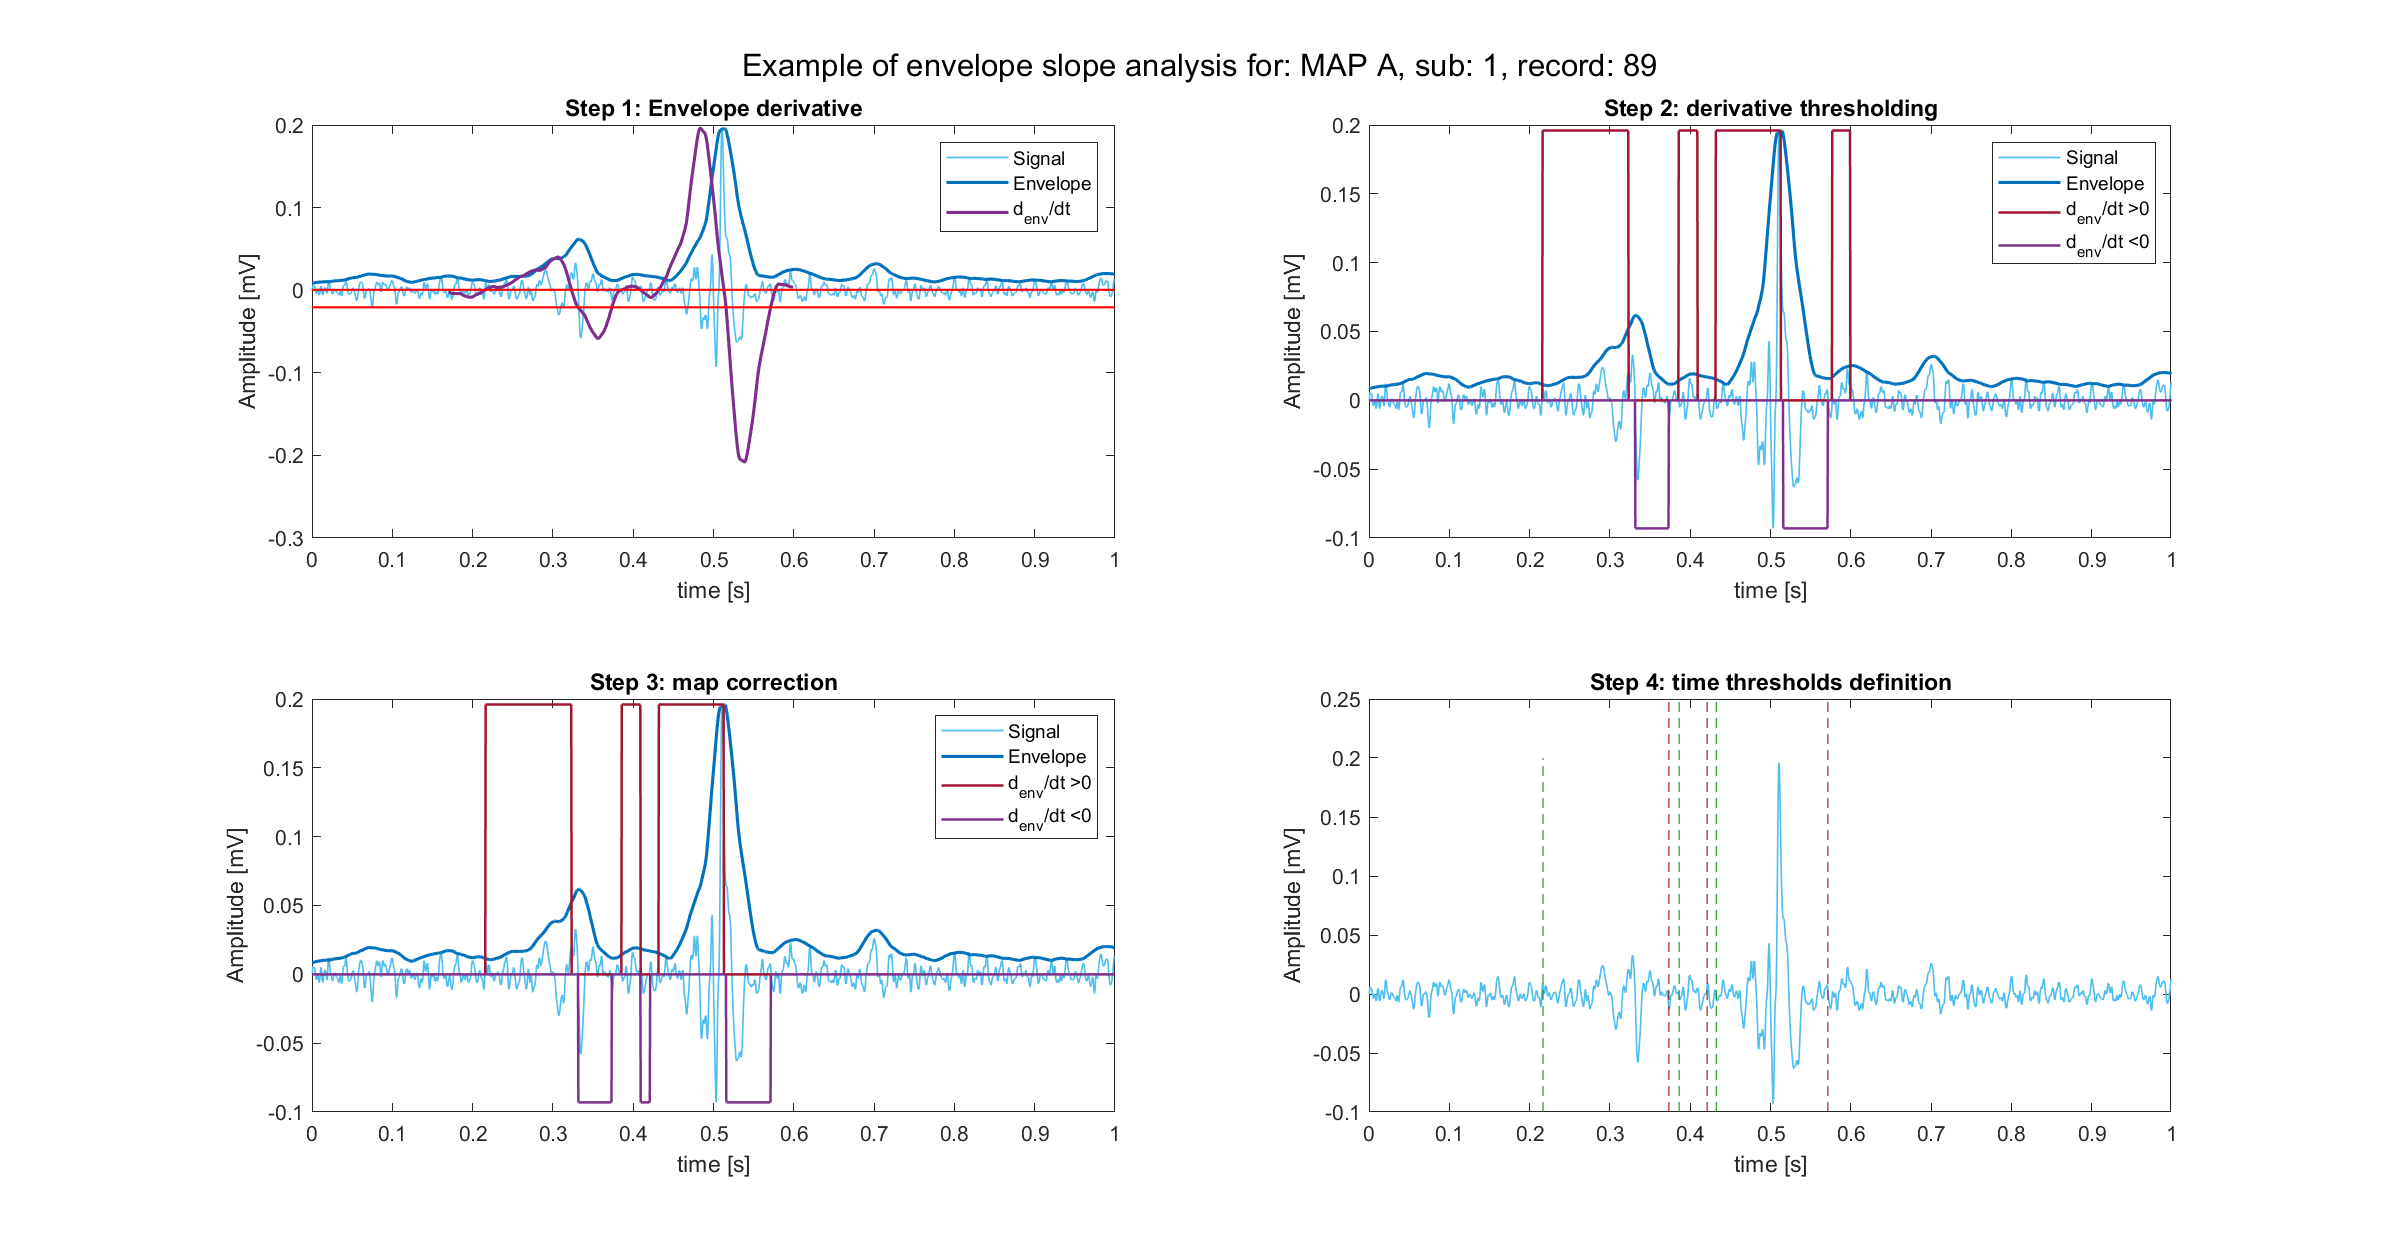 Example of envelope slope analysis for: MAP A, sub: 1, record: 89
Step 1: Envelope derivative
0.2
0.1
0
-0.1
-0.2
-0.3
Amplitude [mV]
0 0.1 0.2 0.3 0.4 0.5 0.6 0.7 0.8 0.9 1
time [s]
Signal
Envelope
d_env/dt
Step 2: derivative thresholding
0.2
0.15
0.1
0.05
0
-0.05
-0.1
Amplitude [mV]
0 0.1 0.2 0.3 0.4 0.5 0.6 0.7 0.8 0.9 1
time [s]
Signal
Envelope
d_env/dt >0
d_env/dt <0
Step 3: map correction
0.2
0.15
0.1
0.05
0
-0.05
-0.1
Amplitude [mV]
0 0.1 0.2 0.3 0.4 0.5 0.6 0.7 0.8 0.9 1
time [s]
Signal
Envelope
d_env/dt >0
d_env/dt <0
Step 4: time thresholds definition
0.25
0.2
0.15
0.1
0.05
0
-0.05
-0.1
Amplitude [mV]
0 0.1 0.2 0.3 0.4 0.5 0.6 0.7 0.8 0.9 1
time [s]